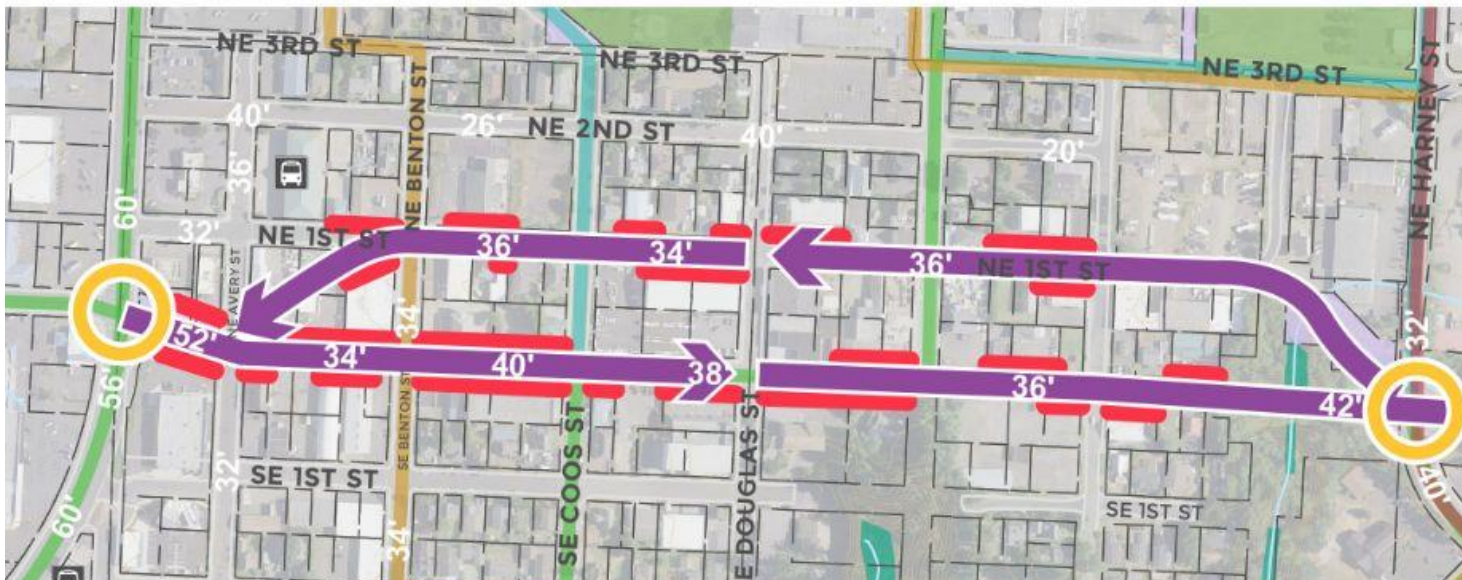 NE 3RD ST
NE 3RD ST
NE 3RD ST
40'
26'
NE 2ND ST
40'
20'
NE BENTON ST
NE HARNEY ST
36'
60'
32'
NE 1ST ST
36'
34'
36'
NE 1ST ST
NE AVERY ST
34'
32'
52'
34'
40'
38
36'
42'
56'
SE BENTON ST
SE COOS ST
E DOUGLAS ST
32'
SE 1ST ST
SE 1ST ST
40'
60'
34'